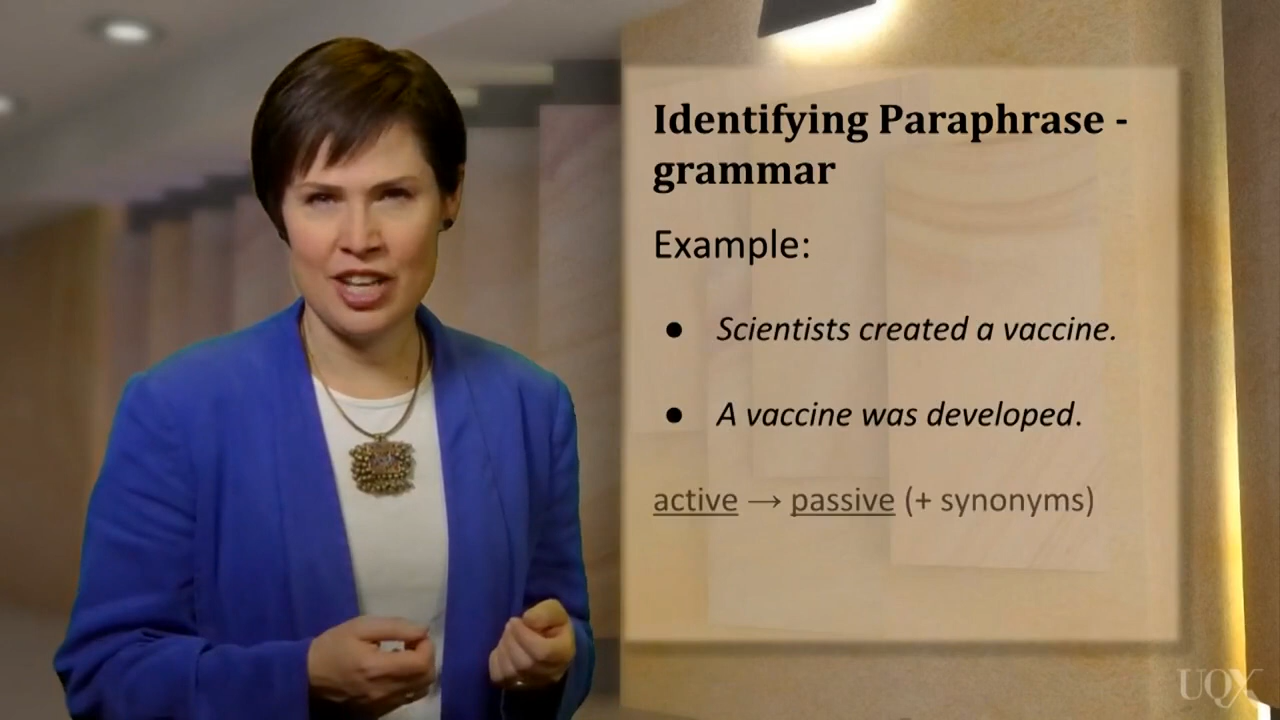 Identifying Paraphrase -
grammar
Example:
● Scientists created a vaccine.
● A vaccine was developed.
active → passive (+ synonyms)
UQX